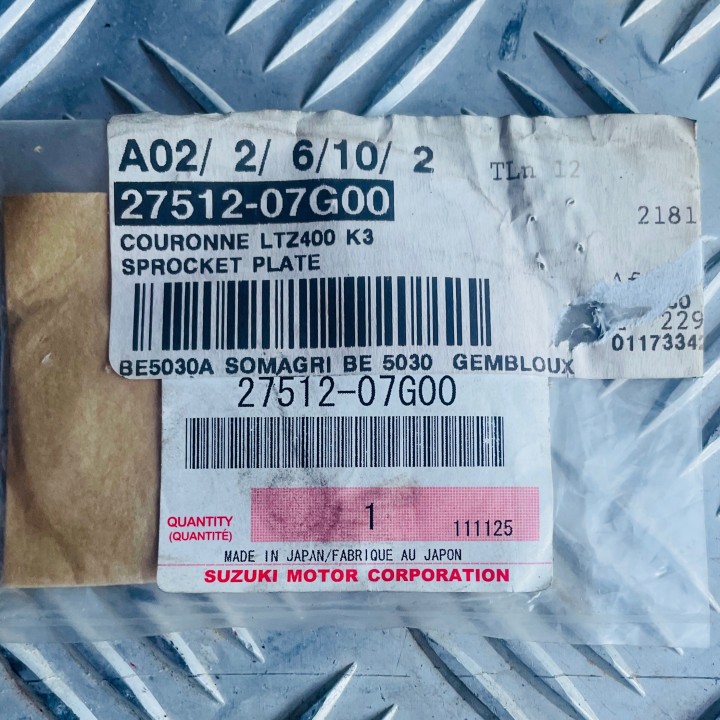 A02/ 2/ 6/10/ 2
TLn 12
27512-07G00
2181
COURONNE LTZ400 K3
SPROCKET PLATE
229
BE5030A SOMAGRI BE 5030 GEMBLOUX
27512-07G00
QUANTITY
(QUANTITÉ)
1
111125
MADE IN JAPAN/FABRIQUE AU JAPON
SUZUKI MOTOR CORPORATION